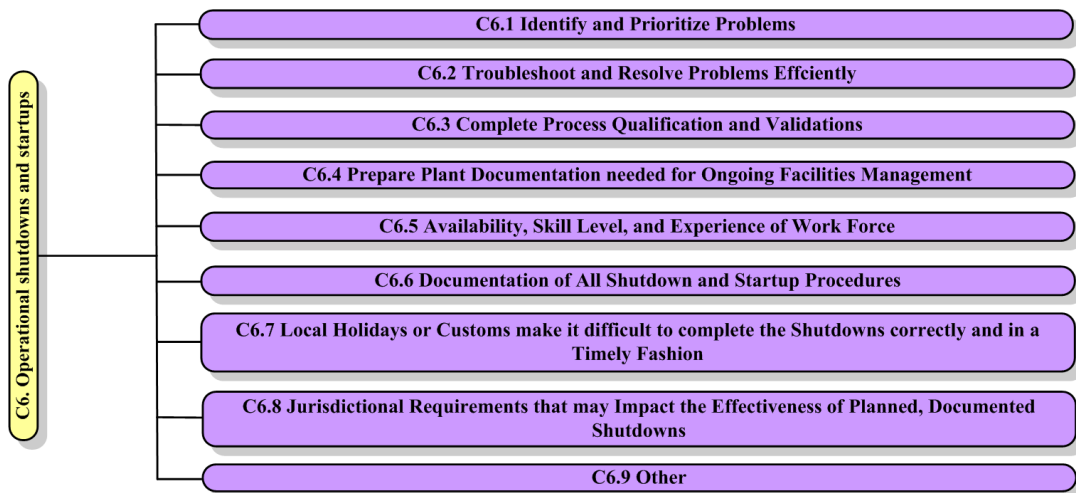 C6. Operational shutdowns and startups
C6.1 Identify and Prioritize Problems
C6.2 Troubleshoot and Resolve Problems Effciently
C6.3 Complete Process Qualification and Validations
C6.4 Prepare Plant Documentation needed for Ongoing Facilities Management
C6.5 Availability, Skill Level, and Experience of Work Force
C6.6 Documentation of All Shutdown and Startup Procedures
C6.7 Local Holidays or Customs make it difficult to complete the Shutdowns correctly and in a
Timely Fashion
C6.8 Jurisdictional Requirements that may Impact the Effectiveness of Planned, Documented
Shutdowns
C6.9 Other